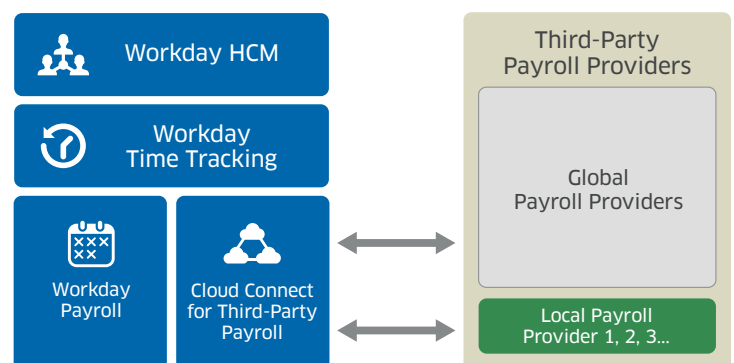 Workday HCM
Workday
Time Tracking
Workday
Payroll
Cloud Connect
for Third-Party
Payroll
Third-Party
Payroll Providers
Global
Payroll Providers
Local Payroll
Provider 1, 2, 3...